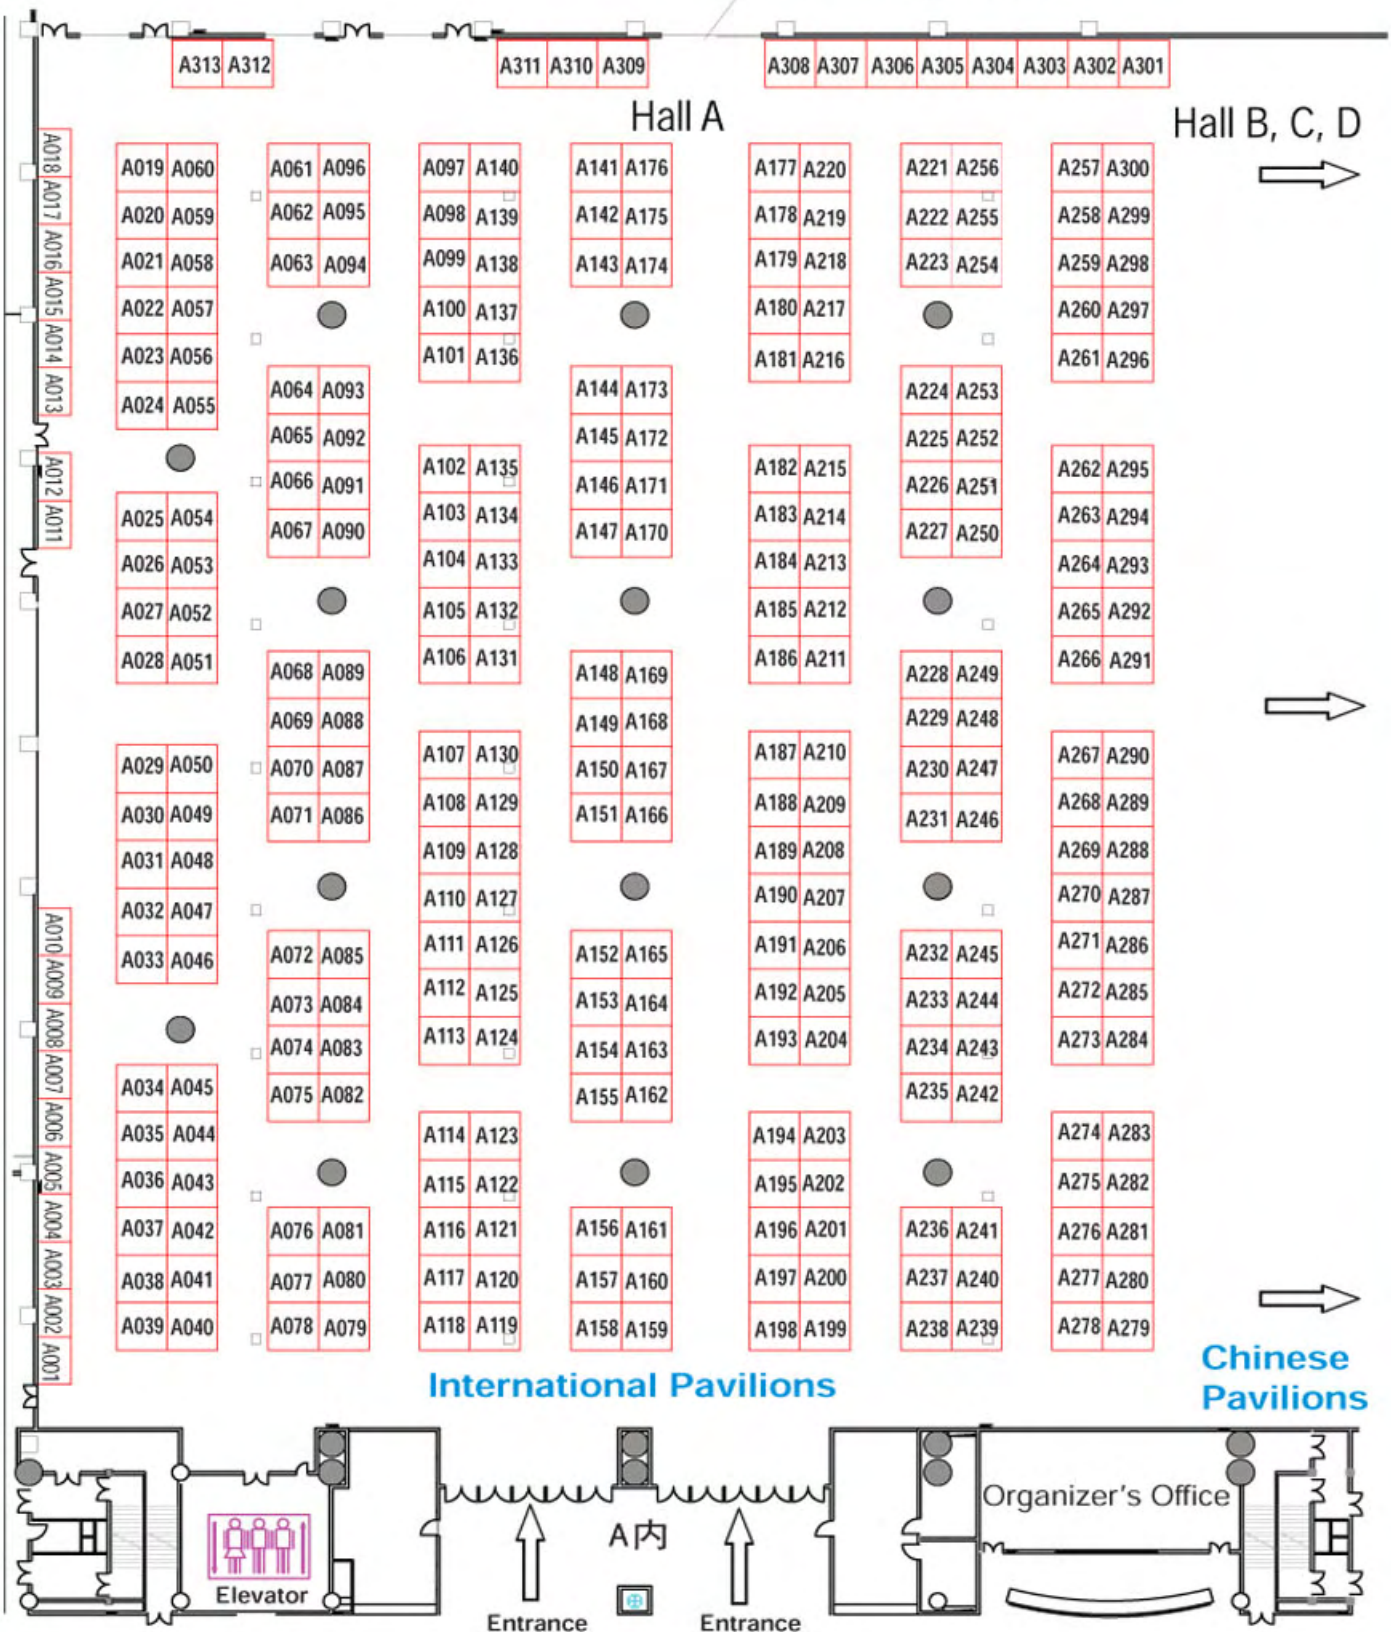 A313 A312 A311 A310 A309 A308 A307 A306 A305 A304 A303 A302 A301
Hall A
Hall B, C, D
A018
A017
A016
A015
A014
A013
A012
A011
A010
A009
A008
A007
A006
A005
A004
A003
A002
A001
A019 A060
A020 A059
A021 A058
A022 A057
A023 A056
A024 A055
A025 A054
A026 A053
A027 A052
A028 A051
A029 A050
A030 A049
A031 A048
A032 A047
A033 A046
A034 A045
A035 A044
A036 A043
A037 A042
A038 A041
A039 A040
A061 A096
A062 A095
A063 A094
A064 A093
A065 A092
A066 A091
A067 A090
A068 A089
A069 A088
A070 A087
A071 A086
A072 A085
A073 A084
A074 A083
A075 A082
A076 A081
A077 A080
A078 A079
A097 A140
A098 A139
A099 A138
A100 A137
A101 A136
A102 A135
A103 A134
A104 A133
A105 A132
A106 A131
A107 A130
A108 A129
A109 A128
A110 A127
A111 A126
A112 A125
A113 A124
A114 A123
A115 A122
A116 A121
A117 A120
A118 A119
A141 A176
A142 A175
A143 A174
A144 A173
A145 A172
A146 A171
A147 A170
A148 A169
A149 A168
A150 A167
A151 A166
A152 A165
A153 A164
A154 A163
A155 A162
A156 A161
A157 A160
A158 A159
A177 A220
A178 A219
A179 A218
A180 A217
A181 A216
A182 A215
A183 A214
A184 A213
A185 A212
A186 A211
A187 A210
A188 A209
A189 A208
A190 A207
A191 A206
A192 A205
A193 A204
A194 A203
A195 A202
A196 A201
A197 A200
A198 A199
A221 A256
A222 A255
A223 A254
A224 A253
A225 A252
A226 A251
A227 A250
A228 A249
A229 A248
A230 A247
A231 A246
A232 A245
A233 A244
A234 A243
A235 A242
A236 A241
A237 A240
A238 A239
A257 A300
A258 A299
A259 A298
A260 A297
A261 A296
A262 A295
A263 A294
A264 A293
A265 A292
A266 A291
A267 A290
A268 A289
A269 A288
A270 A287
A271 A286
A272 A285
A273 A284
A274 A283
A275 A282
A276 A281
A277 A280
A278 A279
International Pavilions
Chinese
Pavilions
Organizer's Office
A内
Elevator
Entrance
Entrance